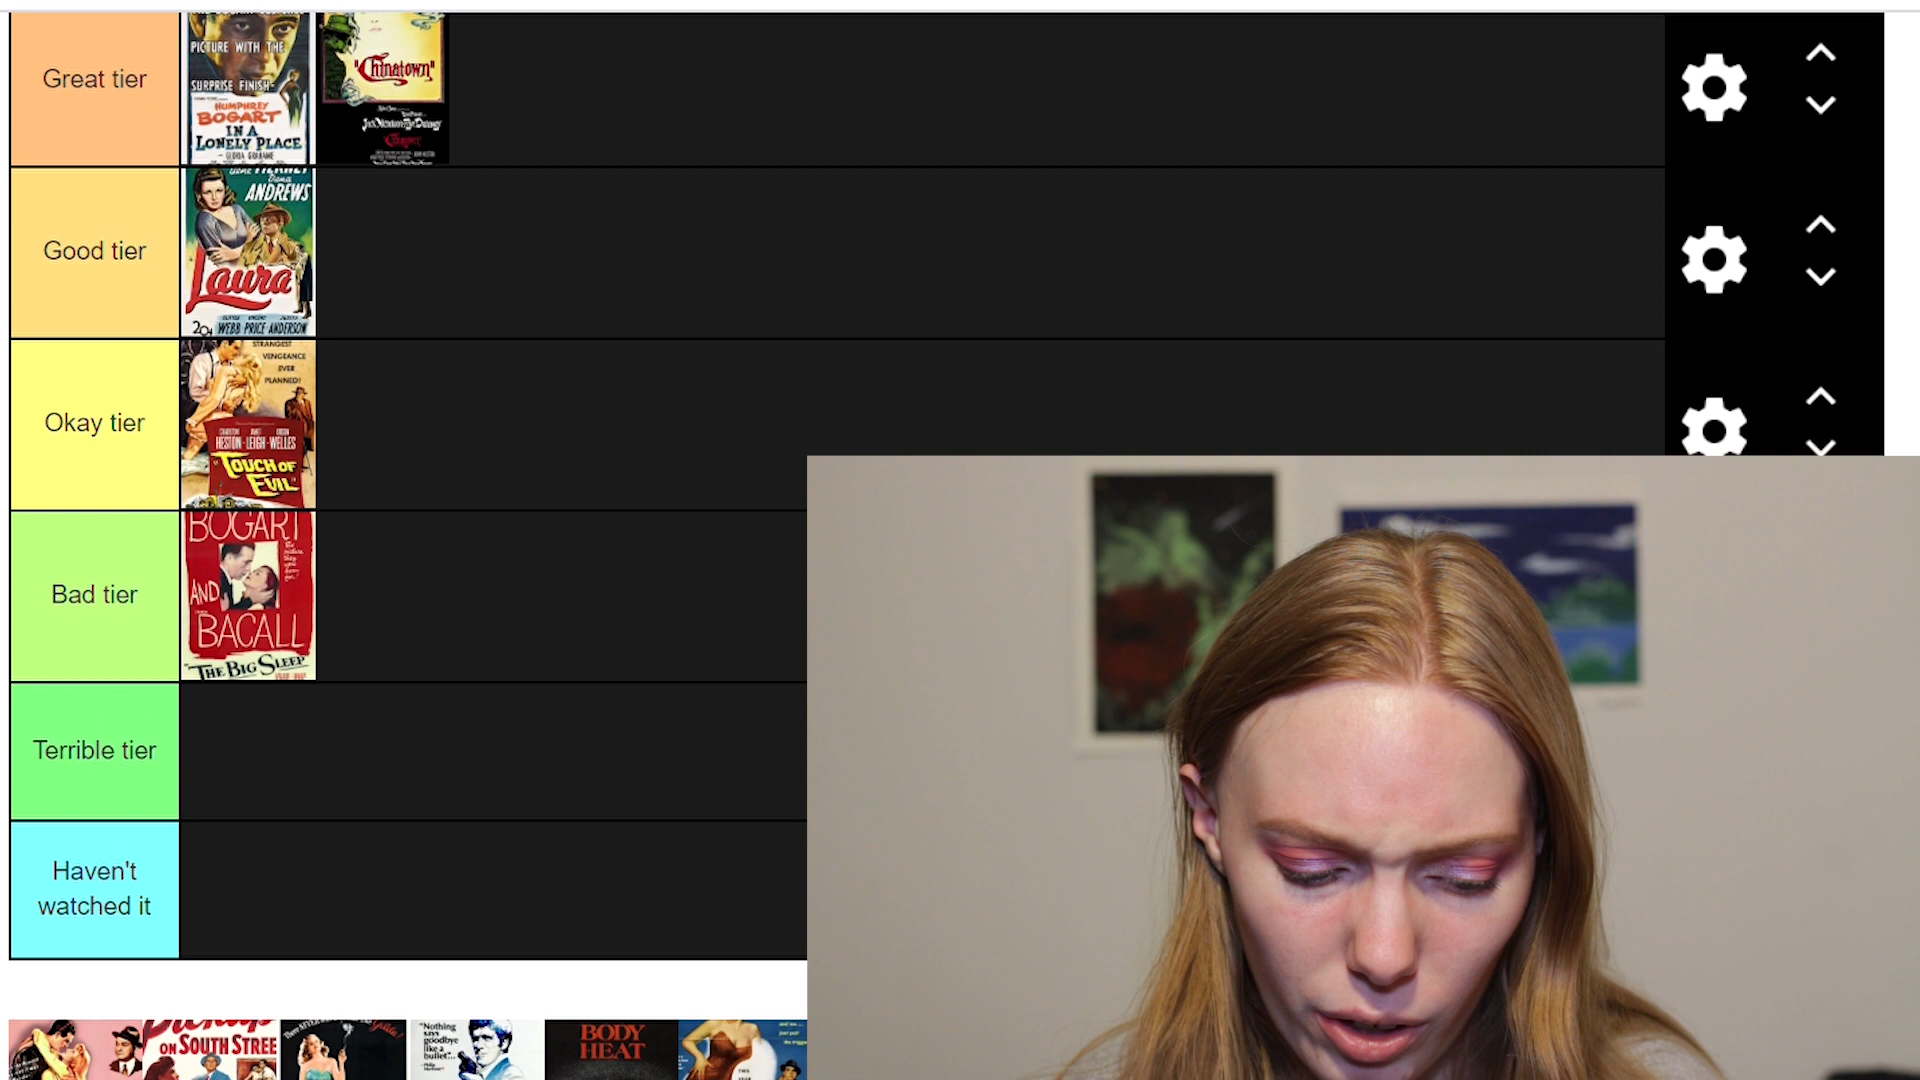 Great tier
PICTURE WITH THE
SURPRISE FINISH
HUMPHREY
BOGART
IN A
LONELY PLACE
GLORIA GRAHAME
"Chinatown"
Good tier
ANDREWS
Laura
20th
WEBB PRICE ANDERSON
Okay tier
STRANGEST
VENGEANCE
EVER
PLANNED!
HESTON · LEIGH · WELLES
"TOUCH OF
EVIL"
Bad tier
BOGART
AND
BACALL
"THE BIG SLEEP"
Terrible tier
Haven't
watched it
Pickup
ON SOUTH STREE
Gilda!
"Nothing
says
goodbye
like a
bullet..."
BODY
HEAT